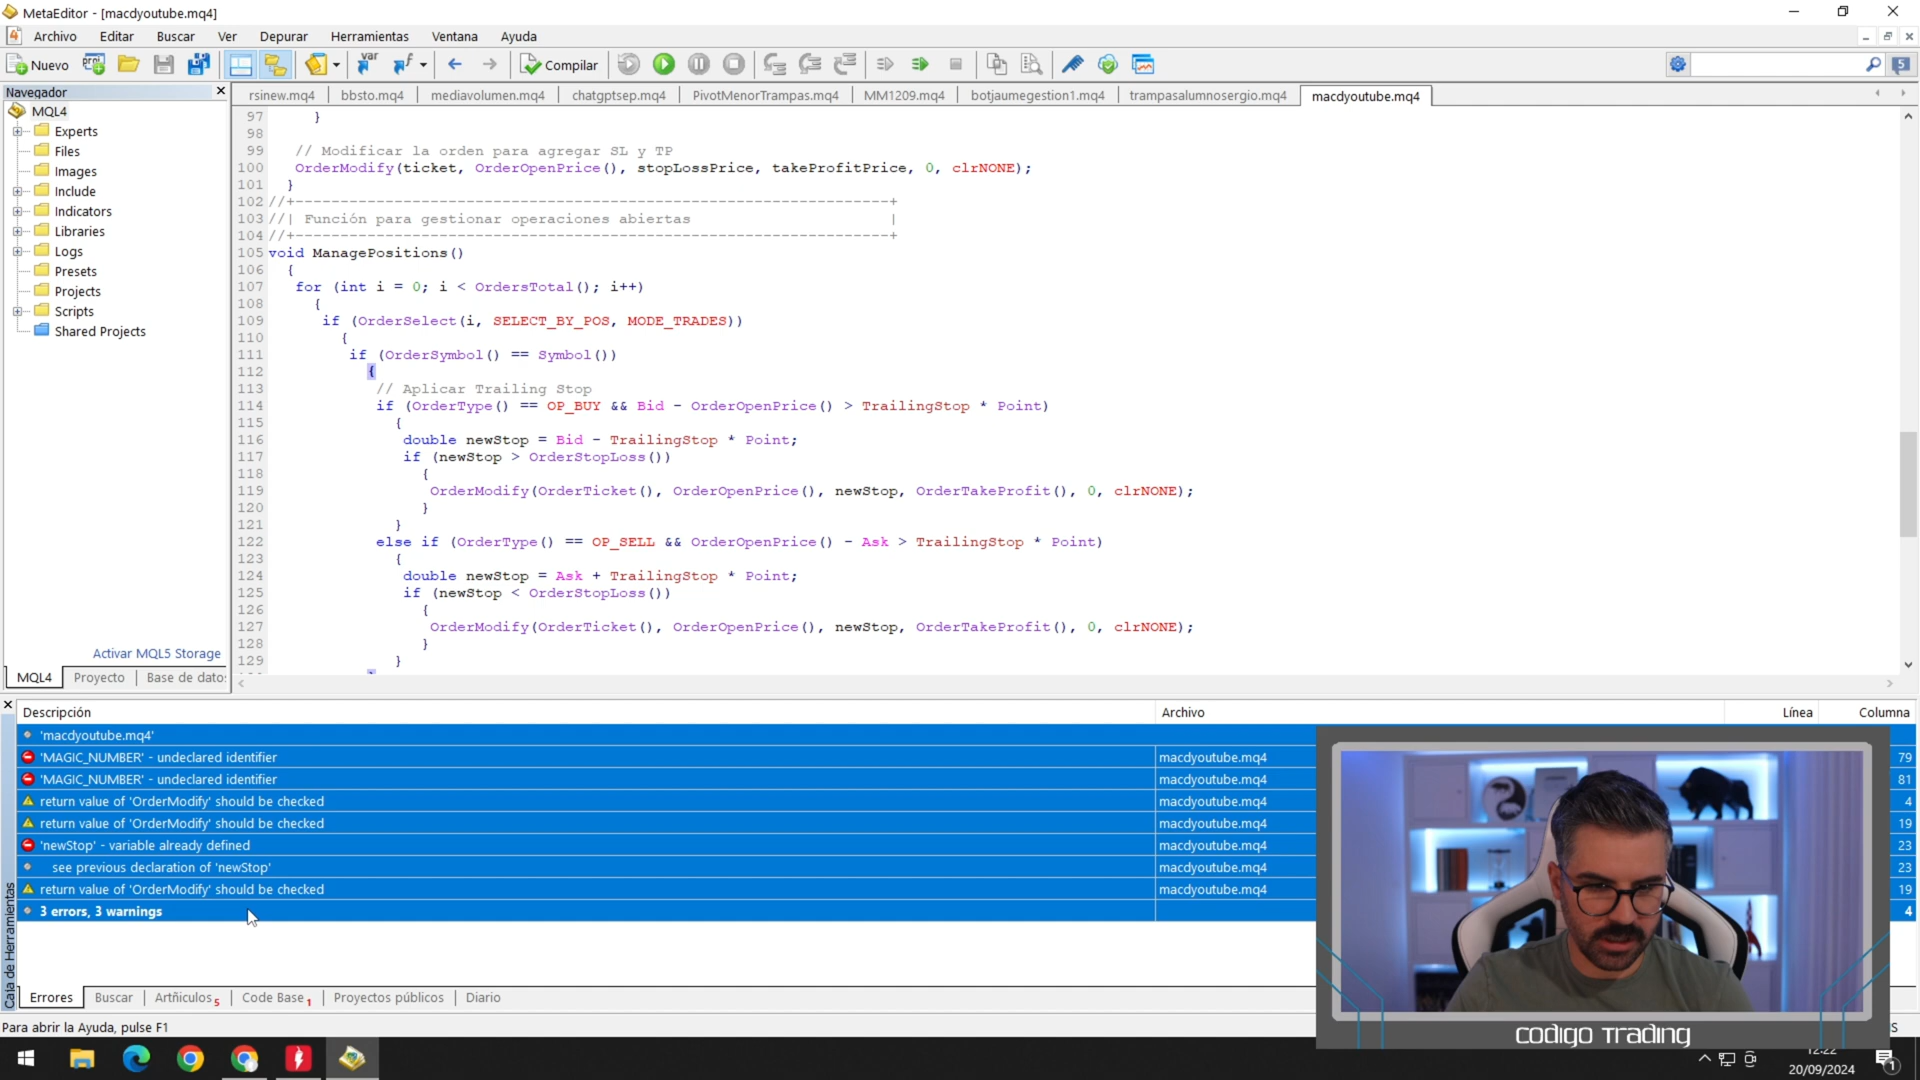 MetaEditor - [macdyoutube.mq4]
Archivo Editar Buscar Ver Depurar Herramientas Ventana Ayuda
Nuevo Compilar 5
Navegador
MQL4
Experts
Files
Images
Include
Indicators
Libraries
Logs
Presets
Projects
Scripts
Shared Projects
Activar MQL5 Storage
MQL4 Proyecto Base de dato
rsinew.mq4 bbsto.mq4 mediavolumen.mq4 chatgptsep.mq4 PivotMenorTrampas.mq4 MM1209.mq4 botjaumegestion1.mq4 trampasalumnosergio.mq4 macdyoutube.mq4
97 }
98
99 // Modificar la orden para agregar SL y TP
100 OrderModify(ticket, OrderOpenPrice(), stopLossPrice, takeProfitPrice, 0, clrNONE);
101 }
102 //+------------------------------------------------------------------+
103 //| Función para gestionar operaciones abiertas |
104 //+------------------------------------------------------------------+
105 void ManagePositions()
106 {
107 for (int i = 0; i < OrdersTotal(); i++)
108 {
109 if (OrderSelect(i, SELECT_BY_POS, MODE_TRADES))
110 {
111 if (OrderSymbol() == Symbol())
112 {
113 // Aplicar Trailing Stop
114 if (OrderType() == OP_BUY && Bid - OrderOpenPrice() > TrailingStop * Point)
115 {
116 double newStop = Bid - TrailingStop * Point;
117 if (newStop > OrderStopLoss())
118 {
119 OrderModify(OrderTicket(), OrderOpenPrice(), newStop, OrderTakeProfit(), 0, clrNONE);
120 }
121 }
122 else if (OrderType() == OP_SELL && OrderOpenPrice() - Ask > TrailingStop * Point)
123 {
124 double newStop = Ask + TrailingStop * Point;
125 if (newStop < OrderStopLoss())
126 {
127 OrderModify(OrderTicket(), OrderOpenPrice(), newStop, OrderTakeProfit(), 0, clrNONE);
128 }
129 }
Descripción Archivo Línea Columna
'macdyoutube.mq4'
'MAGIC_NUMBER' - undeclared identifier macdyoutube.mq4 79
'MAGIC_NUMBER' - undeclared identifier macdyoutube.mq4 81
return value of 'OrderModify' should be checked macdyoutube.mq4 4
return value of 'OrderModify' should be checked macdyoutube.mq4 19
'newStop' - variable already defined macdyoutube.mq4 23
see previous declaration of 'newStop' macdyoutube.mq4 23
return value of 'OrderModify' should be checked macdyoutube.mq4 19
3 errors, 3 warnings 4
Caja de Herramientas
Errores Buscar Artñiculos 5 Code Base 1 Proyectos públicos Diario
Para abrir la Ayuda, pulse F1
CODIGO TRADING
12:22
20/09/2024
1